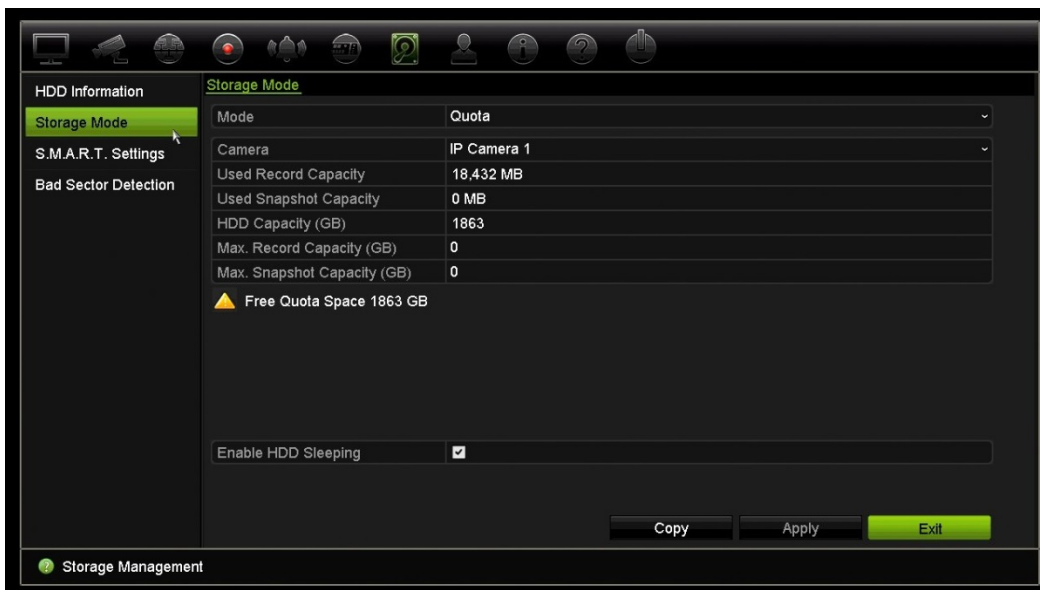 HDD Information
Storage Mode
S.M.A.R.T. Settings
Bad Sector Detection
Storage Mode
Mode Quota
Camera IP Camera 1
Used Record Capacity 18,432 MB
Used Snapshot Capacity 0 MB
HDD Capacity (GB) 1863
Max. Record Capacity (GB) 0
Max. Snapshot Capacity (GB) 0
Free Quota Space 1863 GB
Enable HDD Sleeping
Copy Apply Exit
? Storage Management